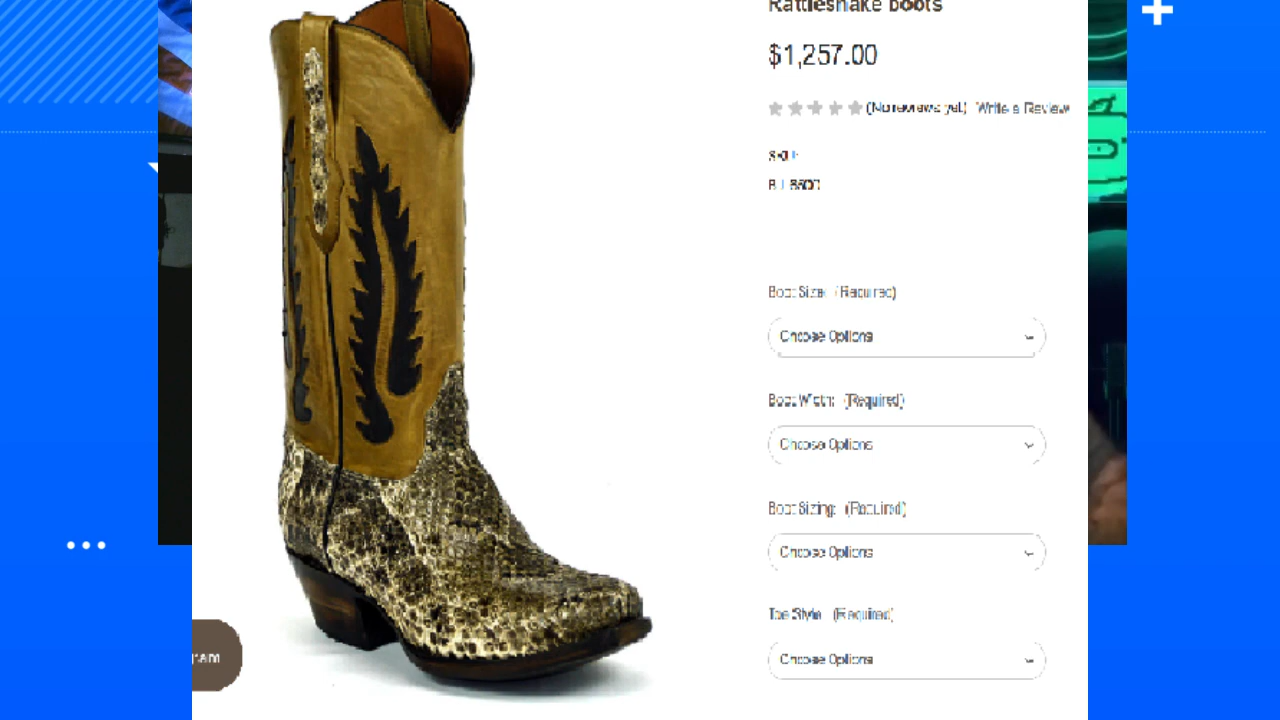 Rattlesnake boots
$1,257.00
(No reviews yet) Write a Review
SKU:
Boot Size: (Required)
Choose Options
Boot Width: (Required)
Choose Options
Boot Sizing: (Required)
Choose Options
Toe Style: (Required)
Choose Options